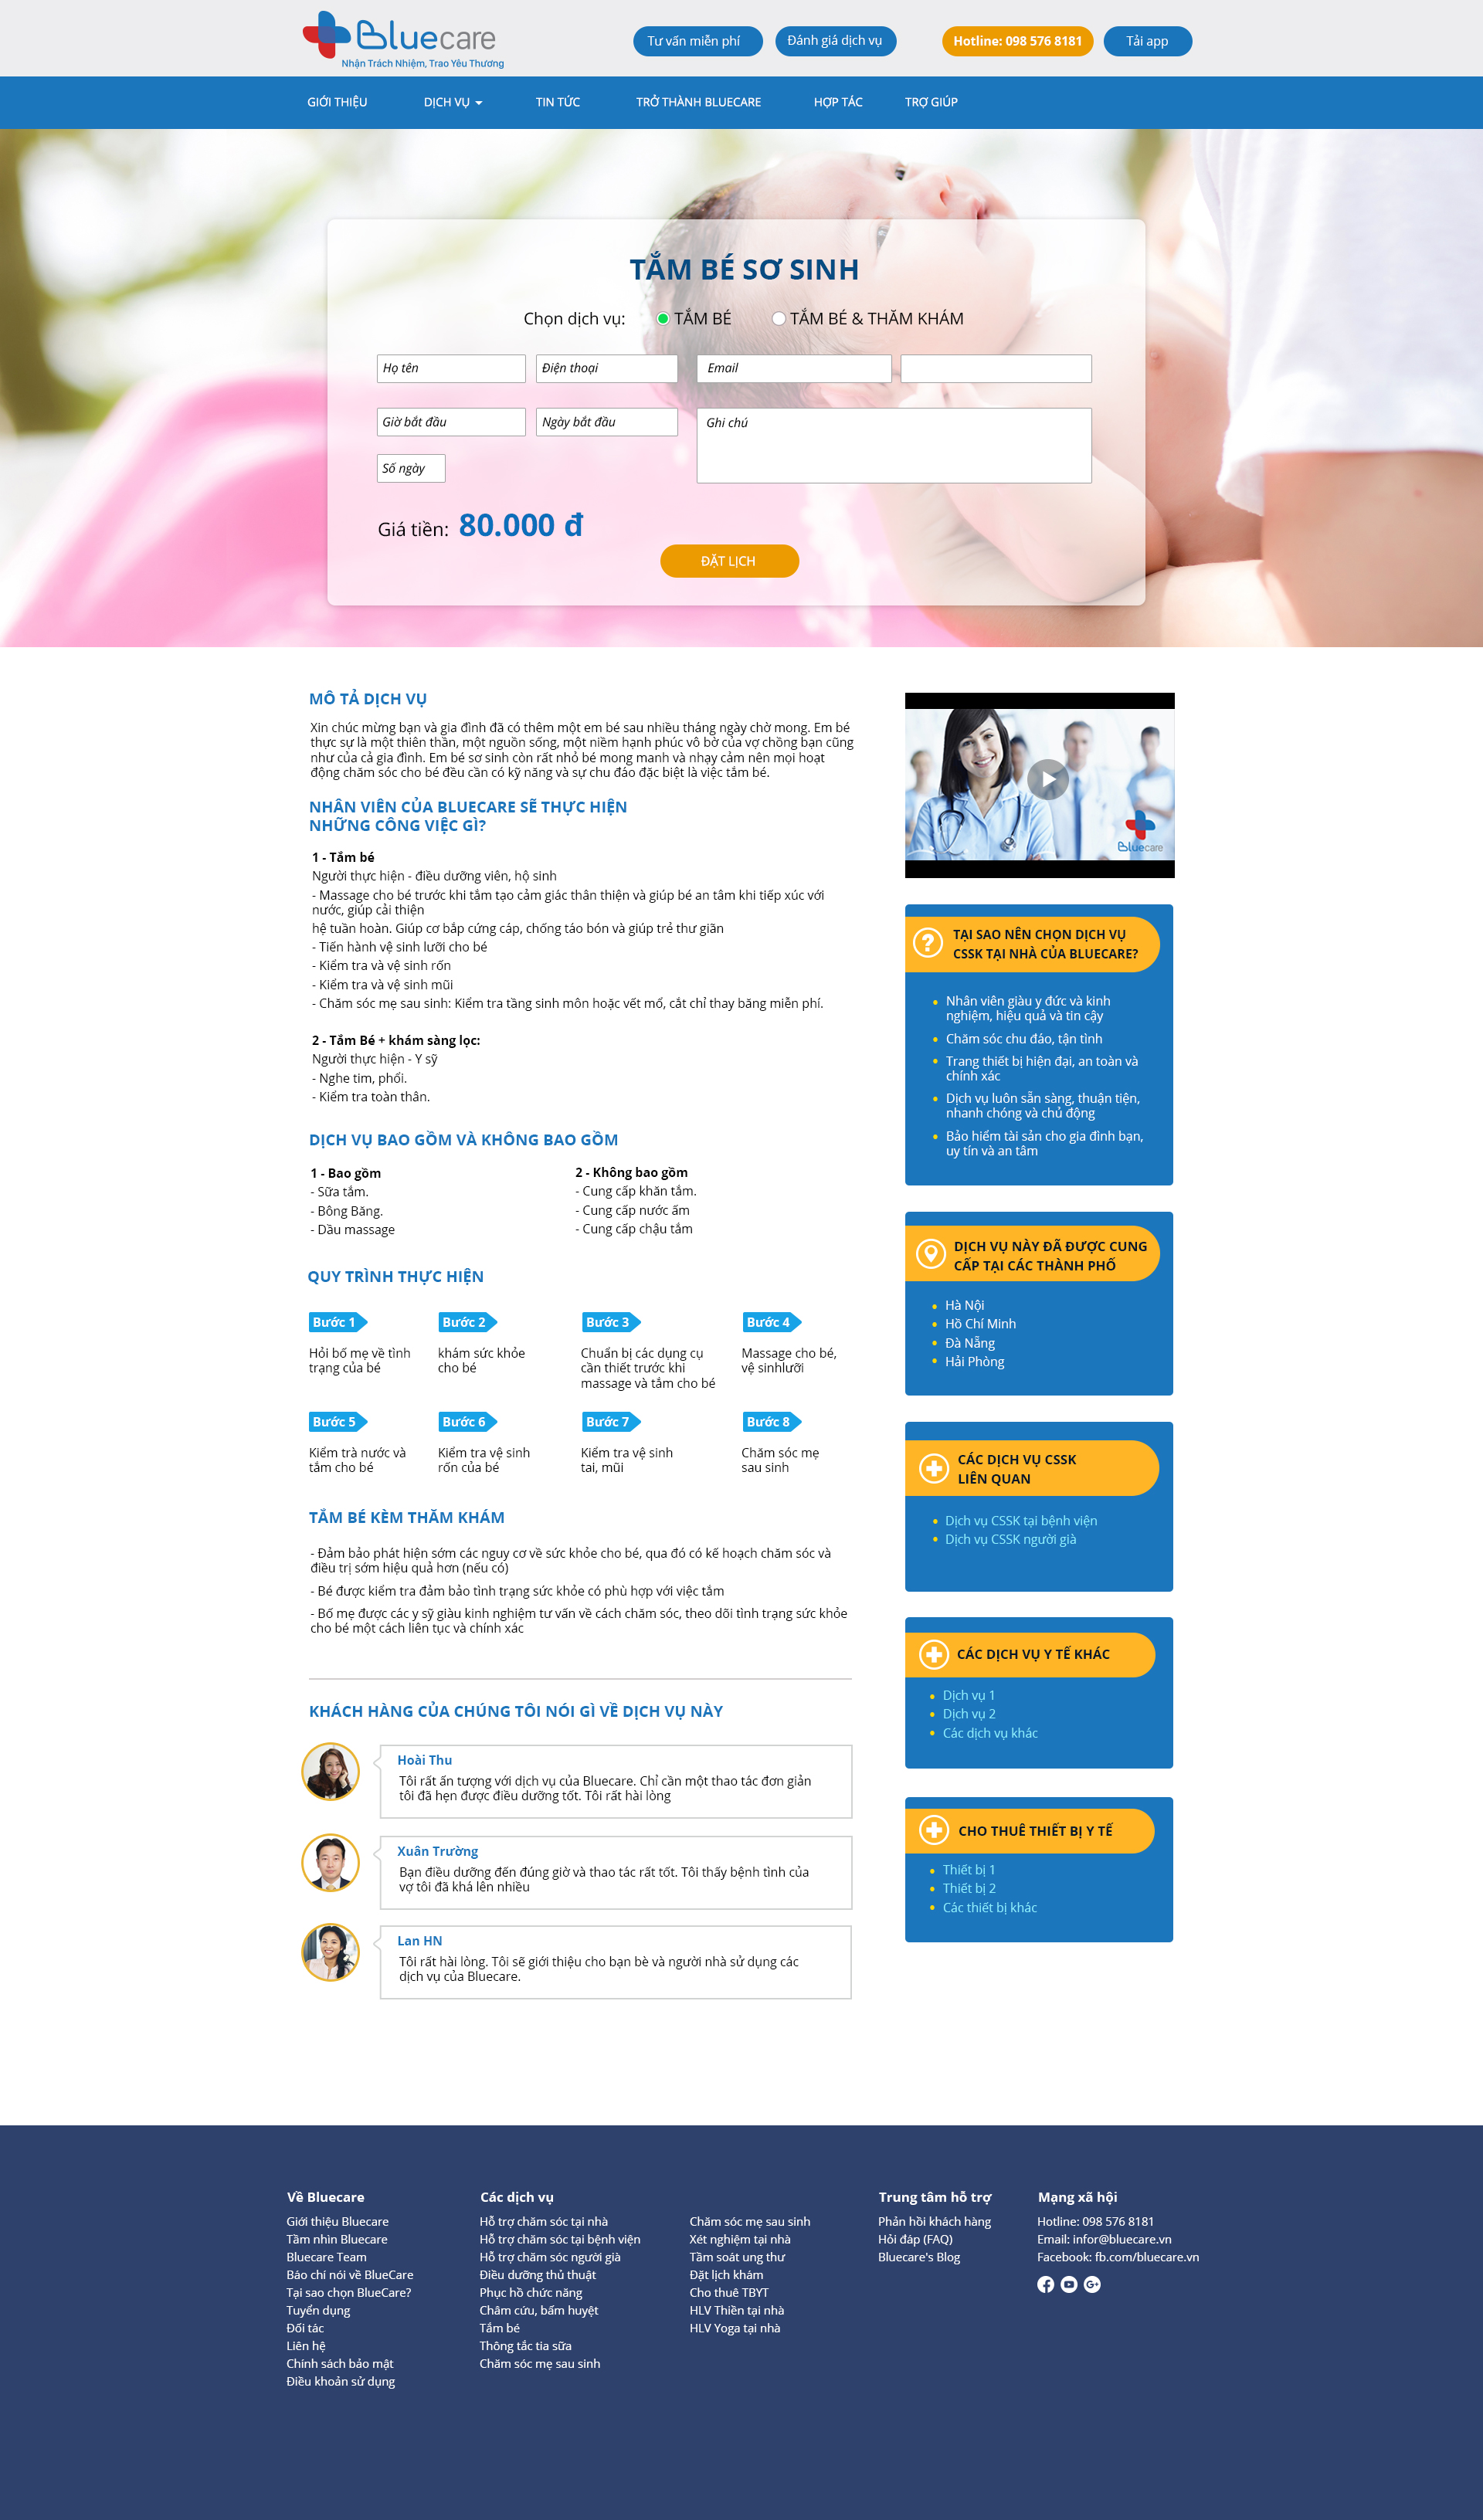 Bluecare
Nhận Trách Nhiệm, Trao Yêu Thương
Tư vấn miễn phí
Đánh giá dịch vụ
Hotline: 098 576 8181
Tải app
GIỚI THIỆU
DỊCH VỤ
TIN TỨC
TRỞ THÀNH BLUECARE
HỢP TÁC
TRỢ GIÚP
TẮM BÉ SƠ SINH
Chọn dịch vụ:
TẮM BÉ
TẮM BÉ & THĂM KHÁM
Họ tên
Điện thoại
Email
Giờ bắt đầu
Ngày bắt đầu
Ghi chú
Số ngày
Giá tiền: 80.000 đ
ĐẶT LỊCH
MÔ TẢ DỊCH VỤ
Xin chúc mừng bạn và gia đình đã có thêm một em bé sau nhiều tháng ngày chờ mong. Em bé
thực sự là một thiên thần, một nguồn sống, một niềm hạnh phúc vô bờ của vợ chồng bạn cũng
như của cả gia đình. Em bé sơ sinh còn rất nhỏ bé mong manh và nhạy cảm nên mọi hoạt
động chăm sóc cho bé đều cần có kỹ năng và sự chu đáo đặc biệt là việc tắm bé.
NHÂN VIÊN CỦA BLUECARE SẼ THỰC HIỆN
NHỮNG CÔNG VIỆC GÌ?
1 - Tắm bé
Người thực hiện - điều dưỡng viên, hộ sinh
- Massage cho bé trước khi tắm tạo cảm giác thân thiện và giúp bé an tâm khi tiếp xúc với
nước, giúp cải thiện
hệ tuần hoàn. Giúp cơ bắp cứng cáp, chống táo bón và giúp trẻ thư giãn
- Tiến hành vệ sinh lưỡi cho bé
- Kiểm tra và vệ sinh rốn
- Kiểm tra và vệ sinh mũi
- Chăm sóc mẹ sau sinh: Kiểm tra tầng sinh môn hoặc vết mổ, cắt chỉ thay băng miễn phí.
2 - Tắm Bé + khám sàng lọc:
Người thực hiện - Y sỹ
- Nghe tim, phổi.
- Kiểm tra toàn thân.
DỊCH VỤ BAO GỒM VÀ KHÔNG BAO GỒM
1 - Bao gồm
- Sữa tắm.
- Bông Băng.
- Dầu massage
2 - Không bao gồm
- Cung cấp khăn tắm.
- Cung cấp nước ấm
- Cung cấp chậu tắm
QUY TRÌNH THỰC HIỆN
Bước 1
Hỏi bố mẹ về tình
trạng của bé
Bước 2
khám sức khỏe
cho bé
Bước 3
Chuẩn bị các dụng cụ
cần thiết trước khi
massage và tắm cho bé
Bước 4
Massage cho bé,
vệ sinhlưỡi
Bước 5
Kiểm trà nước và
tắm cho bé
Bước 6
Kiểm tra vệ sinh
rốn của bé
Bước 7
Kiểm tra vệ sinh
tai, mũi
Bước 8
Chăm sóc mẹ
sau sinh
TẮM BÉ KÈM THĂM KHÁM
- Đảm bảo phát hiện sớm các nguy cơ về sức khỏe cho bé, qua đó có kế hoạch chăm sóc và
điều trị sớm hiệu quả hơn (nếu có)
- Bé được kiểm tra đảm bảo tình trạng sức khỏe có phù hợp với việc tắm
- Bố mẹ được các y sỹ giàu kinh nghiệm tư vấn về cách chăm sóc, theo dõi tình trạng sức khỏe
cho bé một cách liên tục và chính xác
KHÁCH HÀNG CỦA CHÚNG TÔI NÓI GÌ VỀ DỊCH VỤ NÀY
Hoài Thu
Tôi rất ấn tượng với dịch vụ của Bluecare. Chỉ cần một thao tác đơn giản
tôi đã hẹn được điều dưỡng tốt. Tôi rất hài lòng
Xuân Trường
Bạn điều dưỡng đến đúng giờ và thao tác rất tốt. Tôi thấy bệnh tình của
vợ tôi đã khá lên nhiều
Lan HN
Tôi rất hài lòng. Tôi sẽ giới thiệu cho bạn bè và người nhà sử dụng các
dịch vụ của Bluecare.
Bluecare
TẠI SAO NÊN CHỌN DỊCH VỤ
CSSK TẠI NHÀ CỦA BLUECARE?
Nhân viên giàu y đức và kinh
nghiệm, hiệu quả và tin cậy
Chăm sóc chu đáo, tận tình
Trang thiết bị hiện đại, an toàn và
chính xác
Dịch vụ luôn sẵn sàng, thuận tiện,
nhanh chóng và chủ động
Bảo hiểm tài sản cho gia đình bạn,
uy tín và an tâm
DỊCH VỤ NÀY ĐÃ ĐƯỢC CUNG
CẤP TẠI CÁC THÀNH PHỐ
Hà Nội
Hồ Chí Minh
Đà Nẵng
Hải Phòng
CÁC DỊCH VỤ CSSK
LIÊN QUAN
Dịch vụ CSSK tại bệnh viện
Dịch vụ CSSK người già
CÁC DỊCH VỤ Y TẾ KHÁC
Dịch vụ 1
Dịch vụ 2
Các dịch vụ khác
CHO THUÊ THIẾT BỊ Y TẾ
Thiết bị 1
Thiết bị 2
Các thiết bị khác
Về Bluecare
Giới thiệu Bluecare
Tầm nhìn Bluecare
Bluecare Team
Báo chí nói về BlueCare
Tại sao chọn BlueCare?
Tuyển dụng
Đối tác
Liên hệ
Chính sách bảo mật
Điều khoản sử dụng
Các dịch vụ
Hỗ trợ chăm sóc tại nhà
Hỗ trợ chăm sóc tại bệnh viện
Hỗ trợ chăm sóc người già
Điều dưỡng thủ thuật
Phục hồi chức năng
Châm cứu, bấm huyệt
Tắm bé
Thông tắc tia sữa
Chăm sóc mẹ sau sinh
Chăm sóc mẹ sau sinh
Xét nghiệm tại nhà
Tầm soát ung thư
Đặt lịch khám
Cho thuê TBYT
HLV Thiền tại nhà
HLV Yoga tại nhà
Trung tâm hỗ trợ
Phản hồi khách hàng
Hỏi đáp (FAQ)
Bluecare's Blog
Mạng xã hội
Hotline: 098 576 8181
Email: infor@bluecare.vn
Facebook: fb.com/bluecare.vn